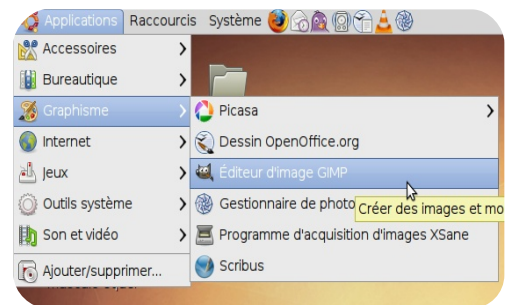 Applications Raccourcis Système
Accessoires
Bureautique
Graphisme
Internet
Jeux
Outils système
Son et vidéo
Ajouter/supprimer...
Picasa
Dessin OpenOffice.org
Éditeur d'image GIMP
Gestionnaire de photo
Créer des images et mo
Programme d'acquisition d'images XSane
Scribus